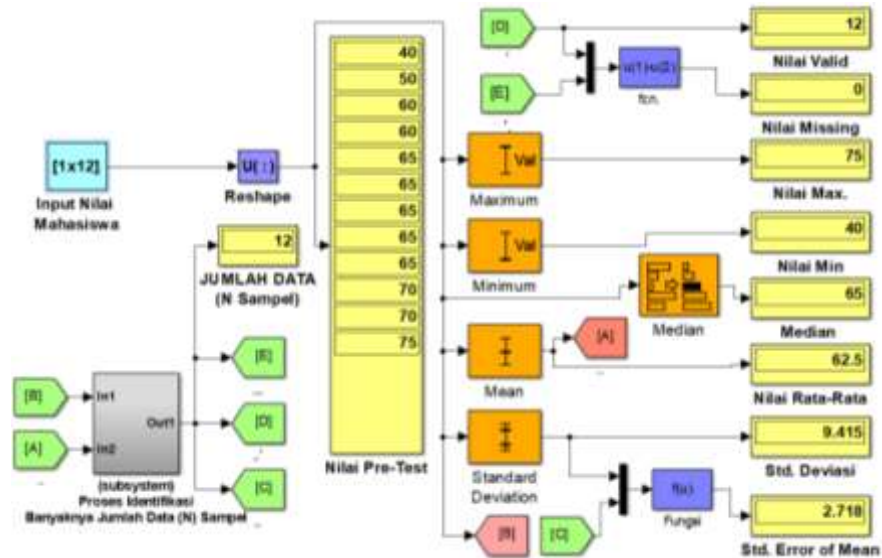 [1x12]
Input Nilai
Mahasiswa
U( : )
Reshape
12
JUMLAH DATA
(N Sampel)
[B]
[A]
In1
In2
Out1
(subsystem)
Proses Identifikasi
Banyaknya Jumlah Data (N) Sampel
[E]
[D]
[C]
40
50
60
60
65
65
65
65
65
70
70
75
Nilai Pre-Test
[D]
[E]
fcn.
Val
Maximum
Val
Minimum
Median
[A]
Mean
Standard
Deviation
[B]
[C]
f(u)
Fungsi
12
Nilai Valid
0
Nilai Missing
75
Nilai Max.
40
Nilai Min
65
Median
62.5
Nilai Rata-Rata
9.415
Std. Deviasi
2.718
Std. Error of Mean